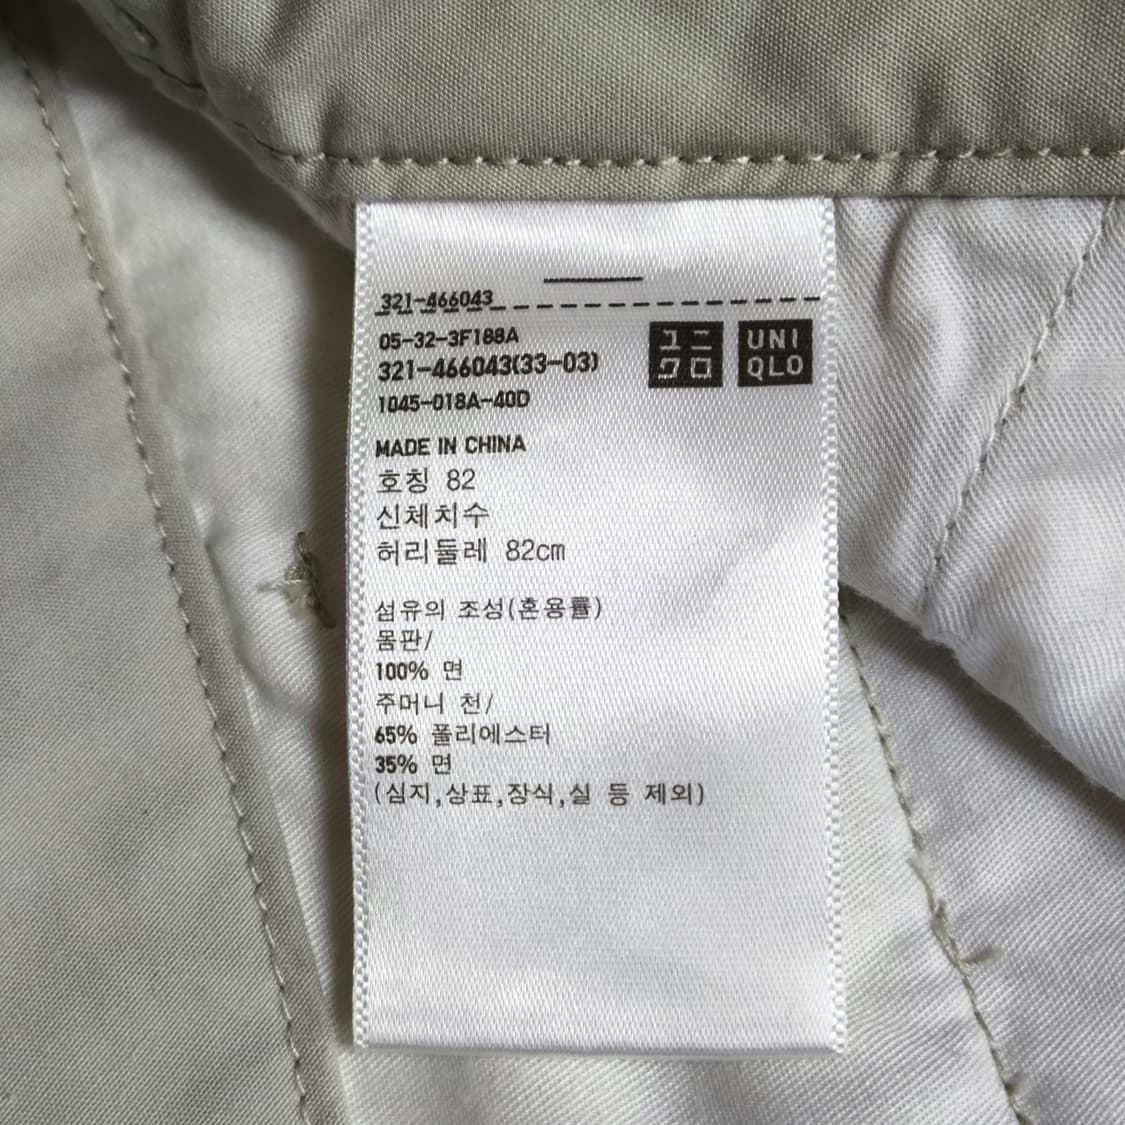 321-466043
05-32-3F188A
321-466043(33-03)
1045-018A-40D
ユニ
クロ
UNI
QLO
MADE IN CHINA
호칭 82
신체치수
허리둘레 82cm
섬유의 조성(혼용률)
몸판/
100% 면
주머니 천/
65% 폴리에스터
35% 면
(심지,상표,장식,실 등 제외)